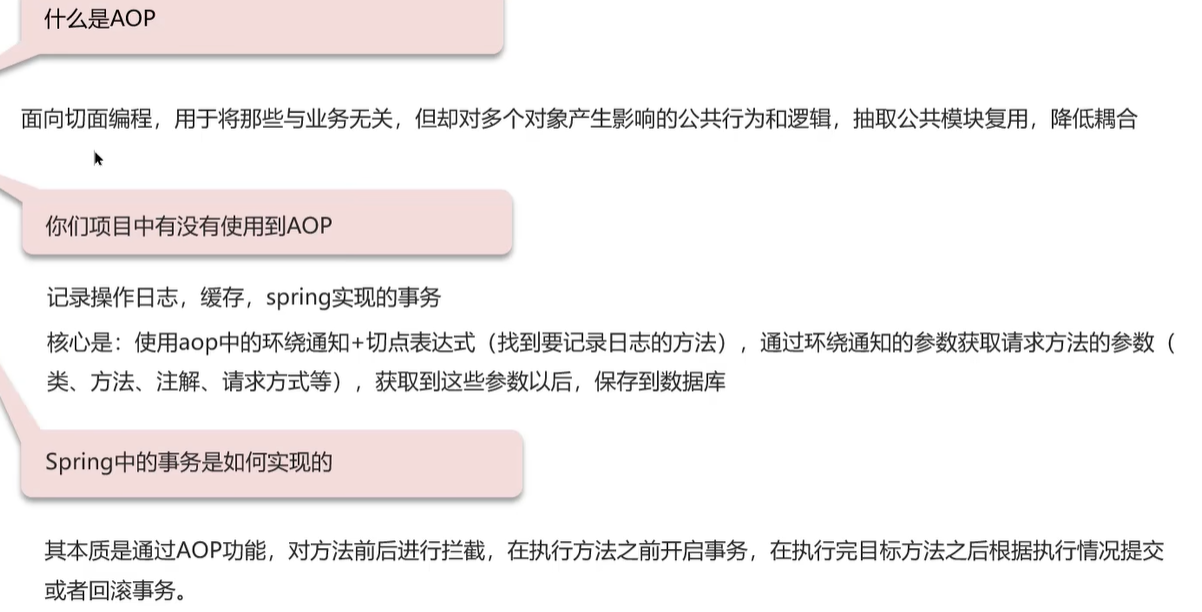 什么是AOP
面向切面编程，用于将那些与业务无关，但却对多个对象产生影响的公共行为和逻辑，抽取公共模块复用，降低耦合
你们项目中有没有使用到AOP
记录操作日志，缓存，spring实现的事务
核心是：使用aop中的环绕通知+切点表达式（找到要记录日志的方法），通过环绕通知的参数获取请求方法的参数（
类、方法、注解、请求方式等），获取到这些参数以后，保存到数据库
Spring中的事务是如何实现的
其本质是通过AOP功能，对方法前后进行拦截，在执行方法之前开启事务，在执行完目标方法之后根据执行情况提交
或者回滚事务。